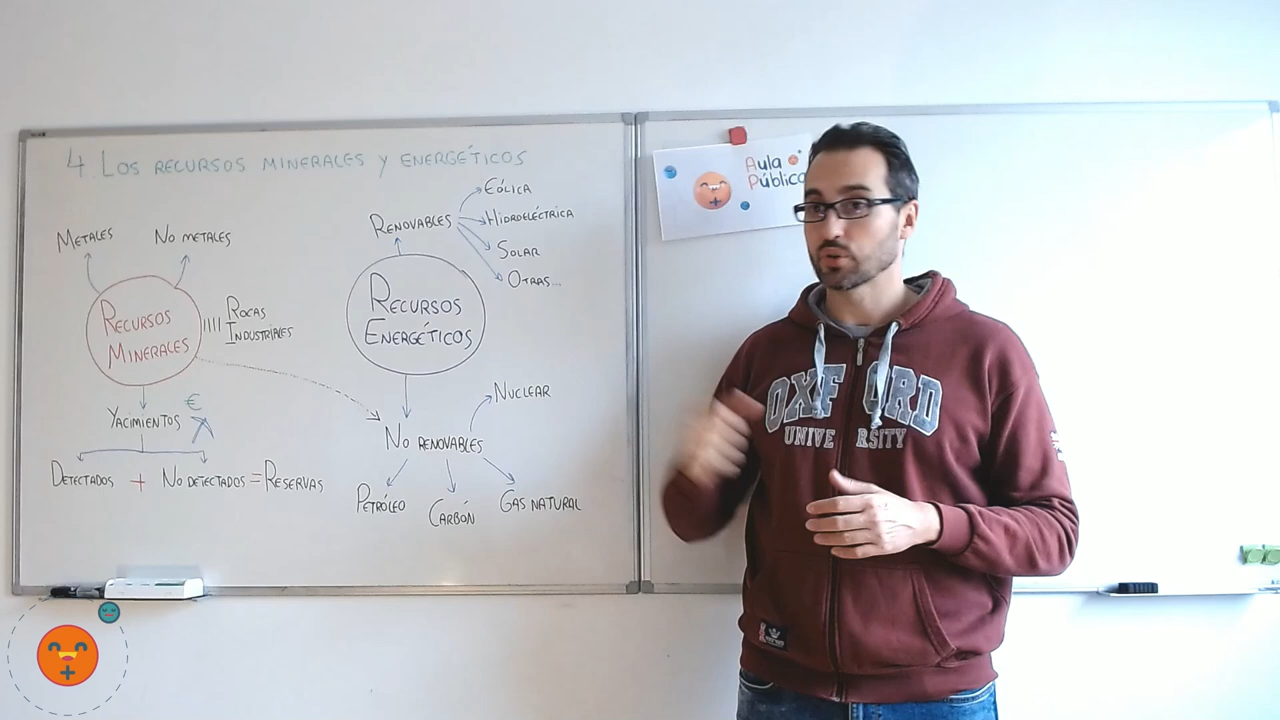 4. LOS RECURSOS MINERALES Y ENERGÉTICOS
METALES
NO METALES
RECURSOS
MINERALES
ROCAS
INDUSTRIALES
YACIMIENTOS
€
DETECTADOS + NO DETECTADOS = RESERVAS
RENOVABLES
EÓLICA
HIDROELÉCTRICA
SOLAR
OTRAS...
RECURSOS
ENERGÉTICOS
NO RENOVABLES
NUCLEAR
PETRÓLEO
CARBÓN
GAS NATURAL
Aula
Pública
OXFORD
UNIVERSITY